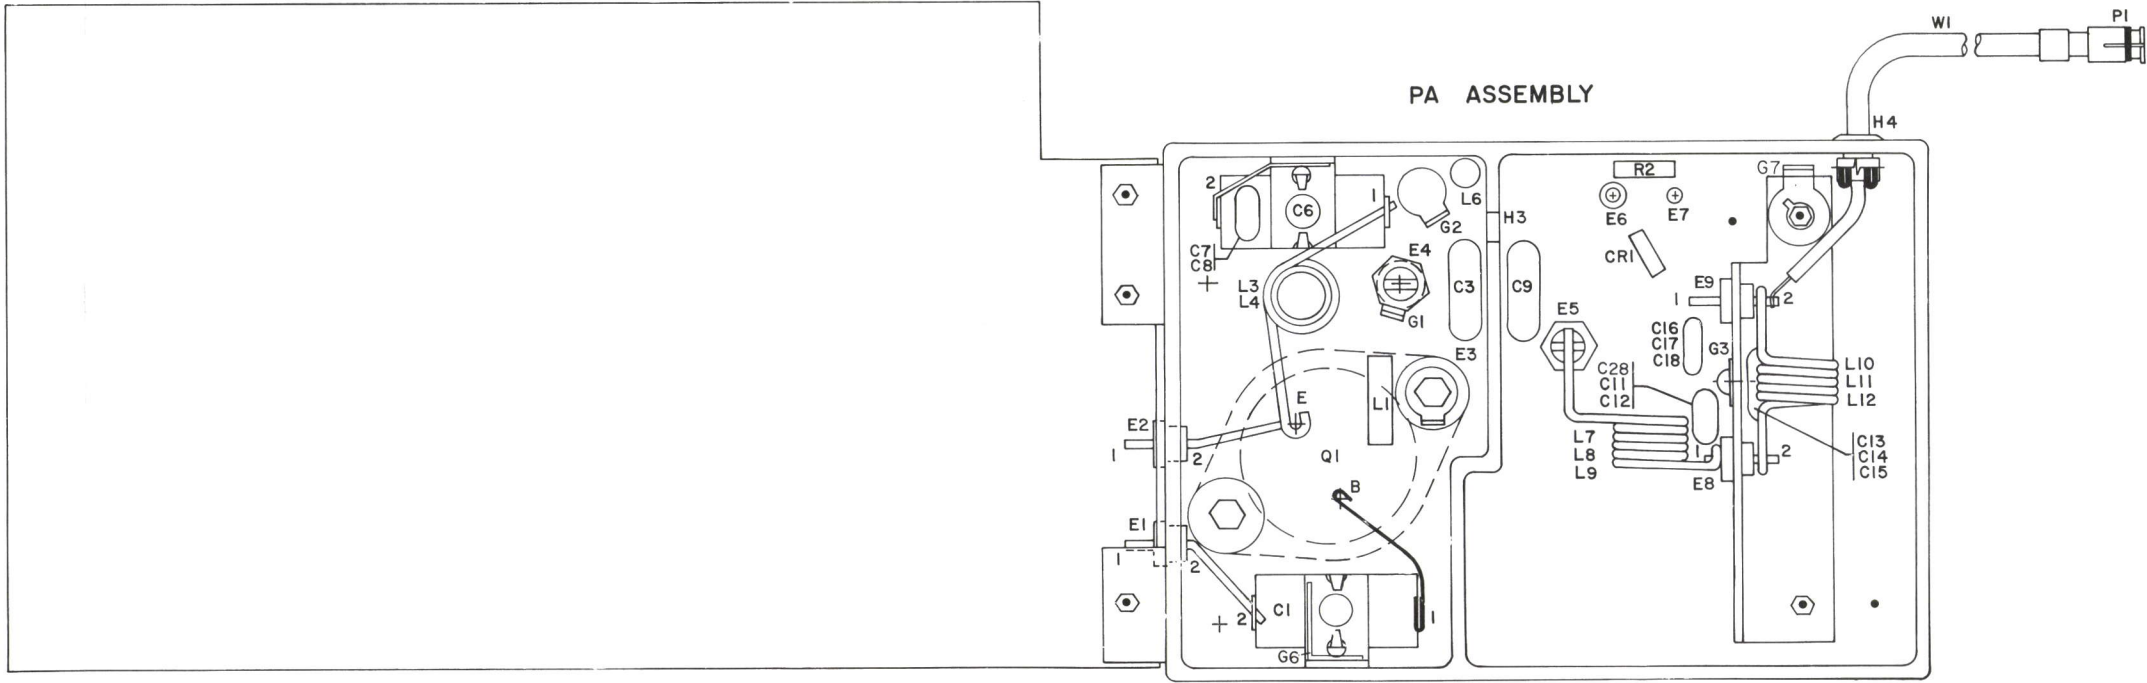 W1
P1
PA ASSEMBLY
H4
2
C6
1
L6
G2
H3
R2
G7
E6
E7
C7
C8
E4
CR1
L3
L4
C3
C9
G1
E9
1
2
E5
E3
C16
C17
C18
G3
C28
C11
C12
L10
L11
L12
E
L1
E2
1
2
Q1
L7
L8
L9
1
2
E8
C13
C14
C15
B
E1
1
2
C1
2
1
G6